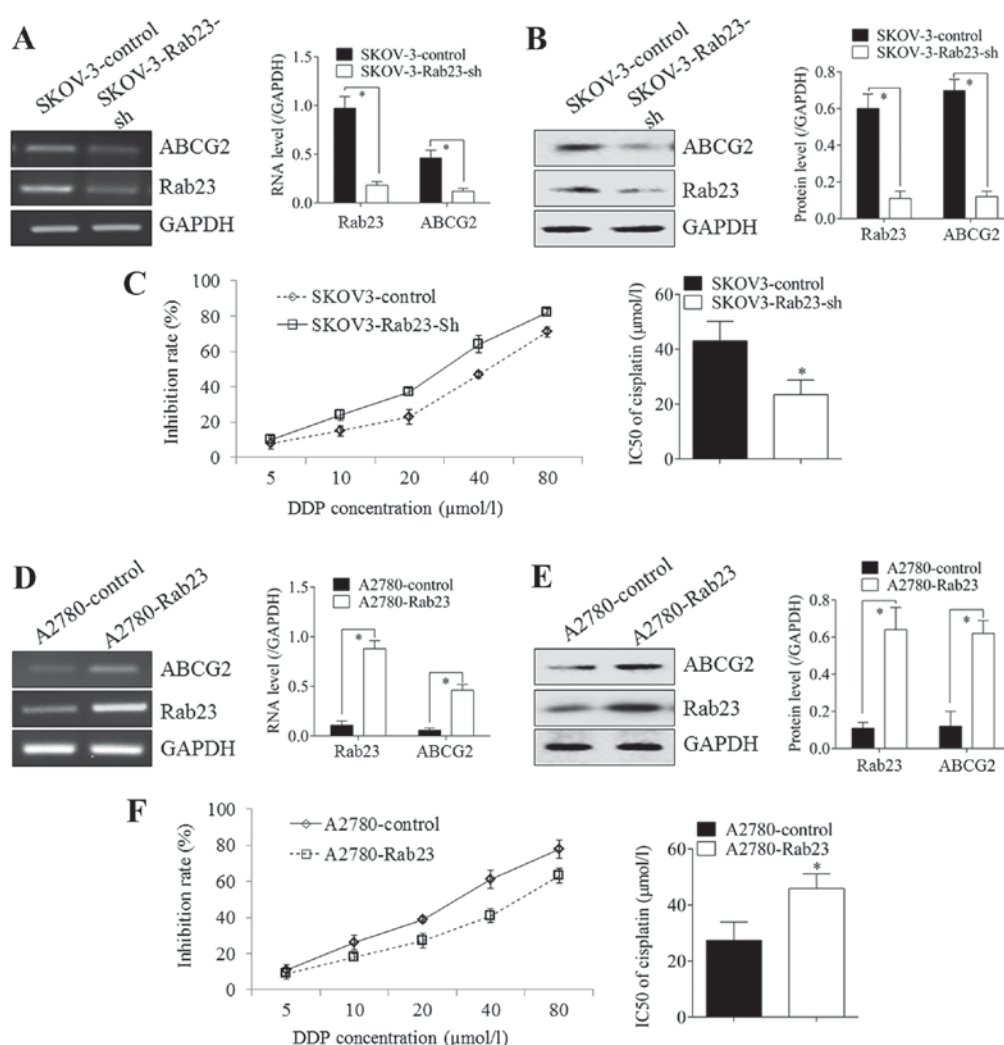 A
SKOV-3-control
SKOV-3-Rab23-
sh
ABCG2
Rab23
GAPDH
SKOV-3-control
SKOV-3-Rab23-sh
RNA level (/GAPDH)
1.5
1.0
0.5
0.0
*
*
Rab23
ABCG2
B
SKOV-3-control
SKOV-3-Rab23-
sh
ABCG2
Rab23
GAPDH
SKOV-3-control
SKOV-3-Rab23-sh
Protein level (/GAPDH)
0.8
0.6
0.4
0.2
0.0
*
*
Rab23
ABCG2
C
Inhibition rate (%)
100
80
60
40
20
0
SKOV3-control
SKOV3-Rab23-Sh
5
10
20
40
80
DDP concentration (µmol/l)
SKOV3-control
SKOV3-Rab23-sh
IC50 of cisplatin (µmol/l)
60
40
20
0
*
D
A2780-control
A2780-Rab23
ABCG2
Rab23
GAPDH
A2780-control
A2780-Rab23
RNA level (/GAPDH)
1.5
1.0
0.5
0.0
*
*
Rab23
ABCG2
E
A2780-control
A2780-Rab23
ABCG2
Rab23
GAPDH
A2780-control
A2780-Rab23
Protein level (/GAPDH)
0.8
0.6
0.4
0.2
0.0
*
*
Rab23
ABCG2
F
Inhibition rate (%)
100
80
60
40
20
0
A2780-control
A2780-Rab23
5
10
20
40
80
DDP concentration (µmol/l)
A2780-control
A2780-Rab23
IC50 of cisplatin (µmol/l)
60
40
20
0
*